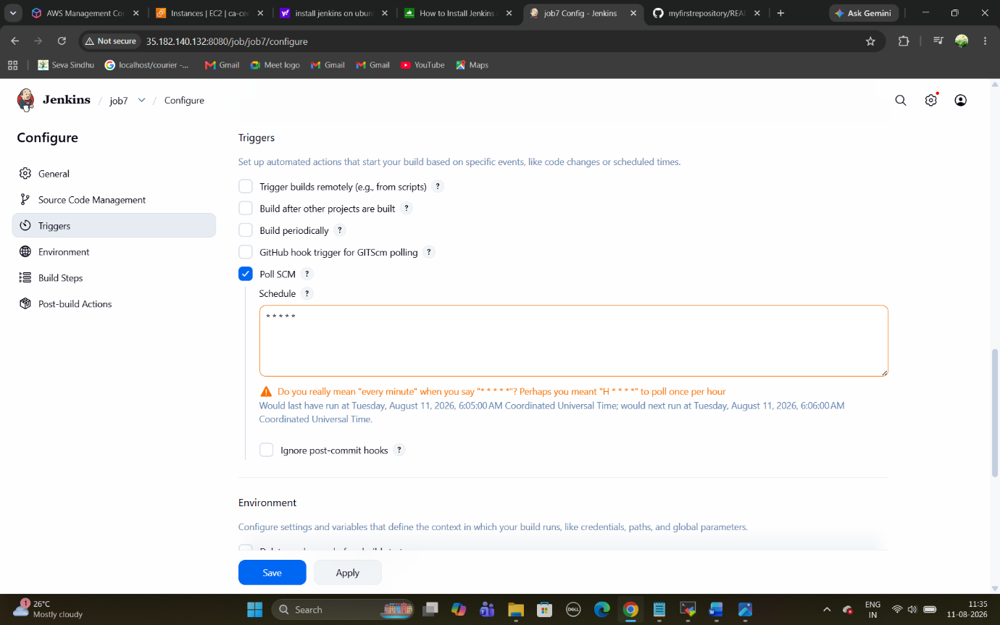 AWS Management Co
Instances | EC2 | ca-ce
install jenkins on ubun
How to Install Jenkins
job7 Config - Jenkins
myfirstrepository/REA
Ask Gemini
Not secure
35.182.140.132:8080/job/job7/configure
Seva Sindhu
localhost/courier -...
Gmail
Meet logo
Gmail
Gmail
YouTube
Maps
Jenkins / job7 / Configure
Configure
General
Source Code Management
Triggers
Environment
Build Steps
Post-build Actions
Triggers
Set up automated actions that start your build based on specific events, like code changes or scheduled times.
Trigger builds remotely (e.g., from scripts) ?
Build after other projects are built ?
Build periodically ?
GitHub hook trigger for GITScm polling ?
Poll SCM ?
Schedule ?
* * * * *
Do you really mean "every minute" when you say "* * * * *"? Perhaps you meant "H * * * *" to poll once per hour
Would last have run at Tuesday, August 11, 2026, 6:05:00 AM Coordinated Universal Time; would next run at Tuesday, August 11, 2026, 6:06:00 AM
Coordinated Universal Time.
Ignore post-commit hooks ?
Environment
Configure settings and variables that define the context in which your build runs, like credentials, paths, and global parameters.
Save
Apply
1
26°C
Mostly cloudy
Search
DELL
ENG
IN
11:35
11-08-2026